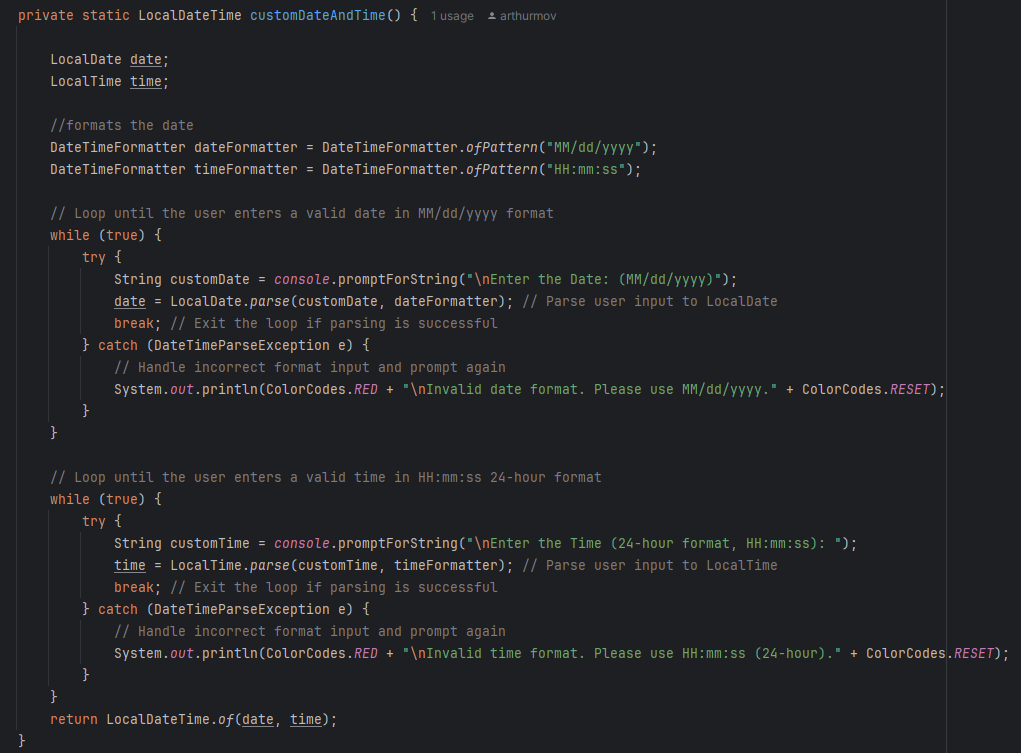 private static LocalDateTime customDateAndTime() { 1 usage arthurmov
LocalDate date;
LocalTime time;
//formats the date
DateTimeFormatter dateFormatter = DateTimeFormatter.ofPattern("MM/dd/yyyy");
DateTimeFormatter timeFormatter = DateTimeFormatter.ofPattern("HH:mm:ss");
// Loop until the user enters a valid date in MM/dd/yyyy format
while (true) {
try {
String customDate = console.promptForString("\nEnter the Date: (MM/dd/yyyy)");
date = LocalDate.parse(customDate, dateFormatter); // Parse user input to LocalDate
break; // Exit the loop if parsing is successful
} catch (DateTimeParseException e) {
// Handle incorrect format input and prompt again
System.out.println(ColorCodes.RED + "\nInvalid date format. Please use MM/dd/yyyy." + ColorCodes.RESET);
}
}
// Loop until the user enters a valid time in HH:mm:ss 24-hour format
while (true) {
try {
String customTime = console.promptForString("\nEnter the Time (24-hour format, HH:mm:ss): ");
time = LocalTime.parse(customTime, timeFormatter); // Parse user input to LocalTime
break; // Exit the loop if parsing is successful
} catch (DateTimeParseException e) {
// Handle incorrect format input and prompt again
System.out.println(ColorCodes.RED + "\nInvalid time format. Please use HH:mm:ss (24-hour)." + ColorCodes.RESET);
}
}
return LocalDateTime.of(date, time);
}